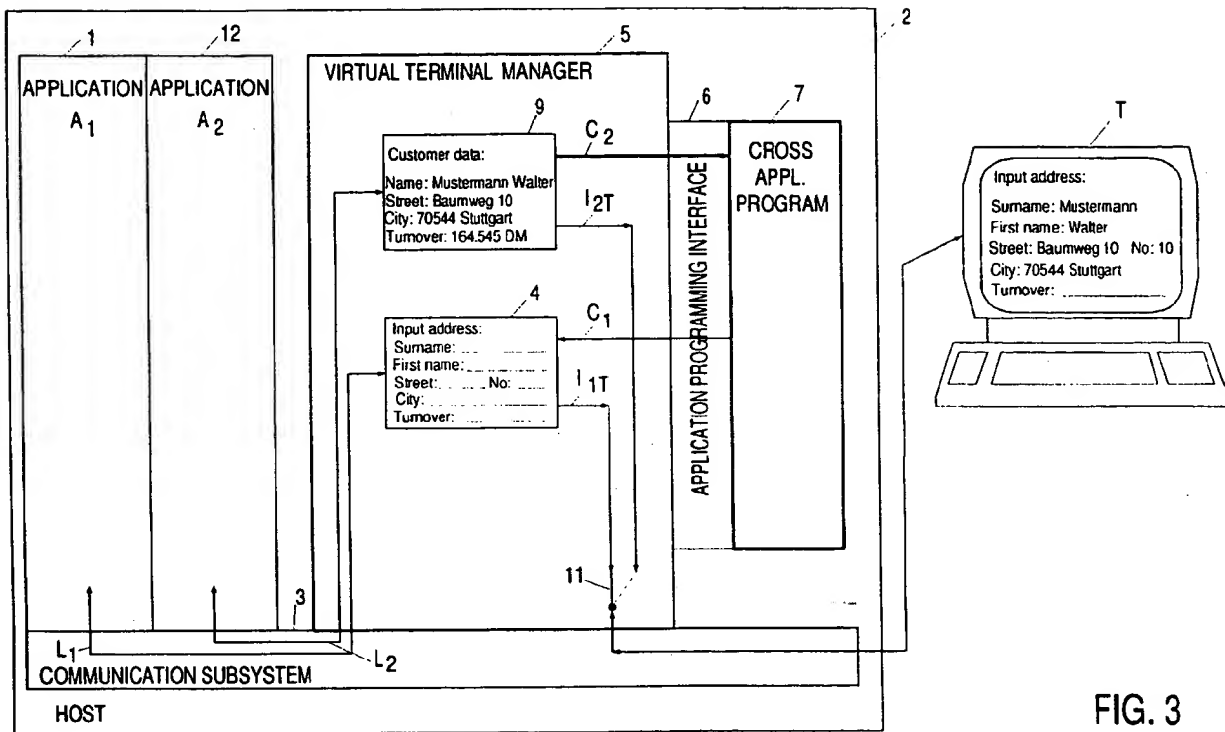 1
12
5
2
APPLICATION
A1
APPLICATION
A2
VIRTUAL TERMINAL MANAGER
9
Customer data:
Name: Mustermann Walter
Street: Baumweg 10
City: 70544 Stuttgart
Turnover: 164.545 DM
C2
I2T
4
Input address:
Surname:
First name:
Street: No:
City:
Turnover:
C1
I1T
11
6
APPLICATION PROGRAMMING INTERFACE
7
CROSS
APPL.
PROGRAM
T
Input address:
Surname: Mustermann
First name: Walter
Street: Baumweg 10 No: 10
City: 70544 Stuttgart
Turnover:
3
L1
L2
COMMUNICATION SUBSYSTEM
HOST
FIG. 3